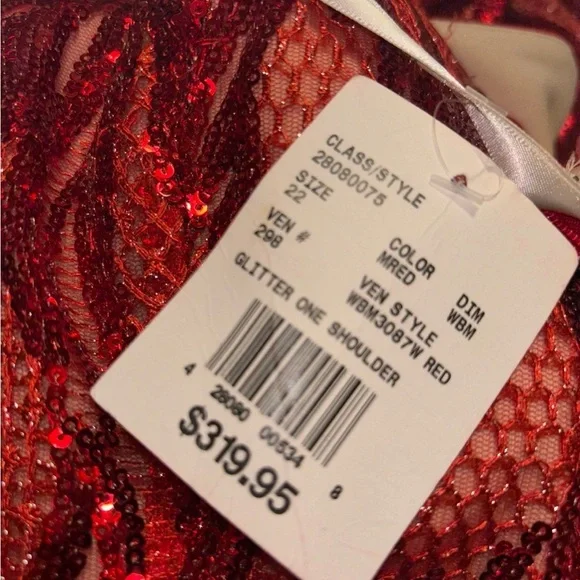 CLASS/STYLE
28080075
SIZE
22
COLOR DIM
MRED WBM
VEN # VEN STYLE
298 WBM3087W RED
GLITTER ONE SHOULDER
4 28080 00534 8
$319.95